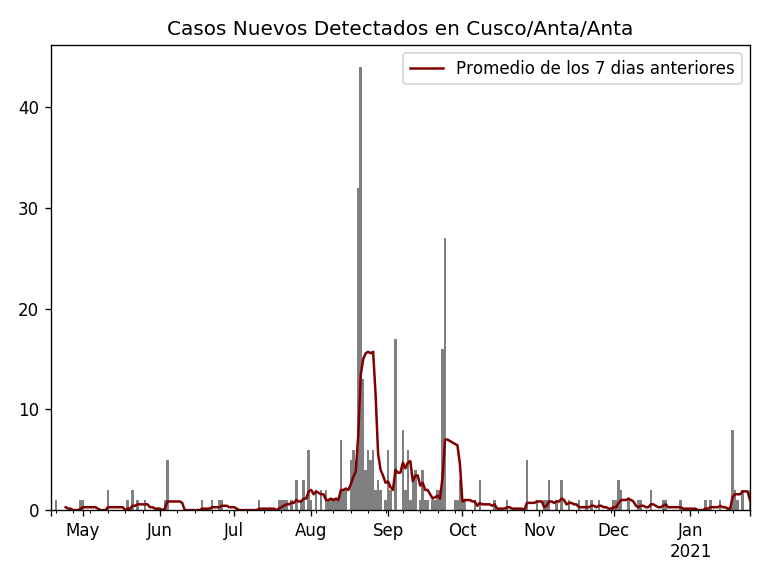 Casos Nuevos Detectados en Cusco/Anta/Anta
Promedio de los 7 dias anteriores
40
30
20
10
0
May Jun Jul Aug Sep Oct Nov Dec Jan
2021